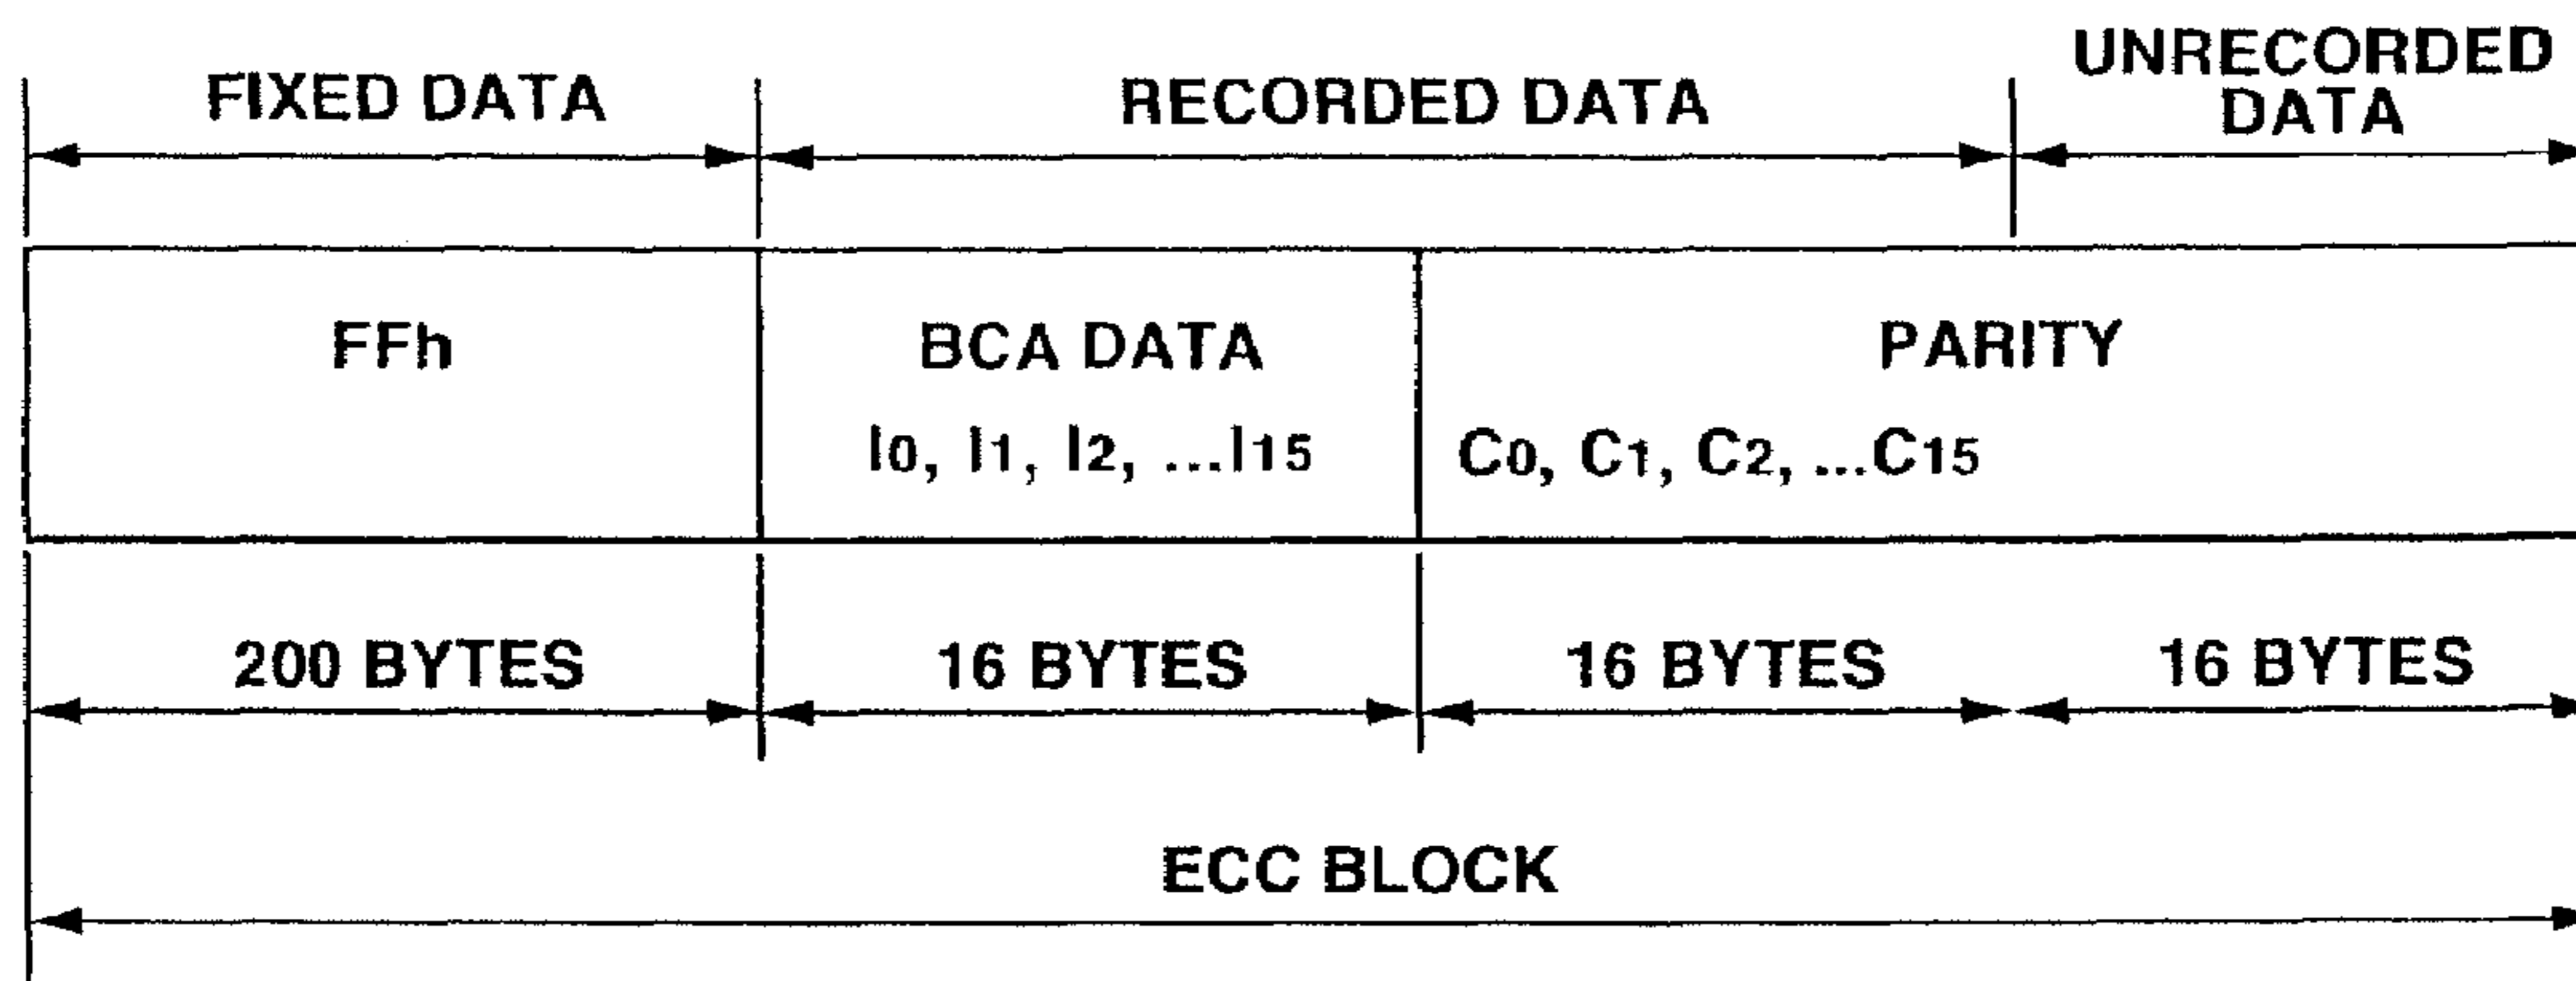 FIXED DATA RECORDED DATA UNRECORDED
DATA
FFh BCA DATA PARITY
I0, I1, I2, ...I15 C0, C1, C2, ...C15
200 BYTES 16 BYTES 16 BYTES 16 BYTES
ECC BLOCK